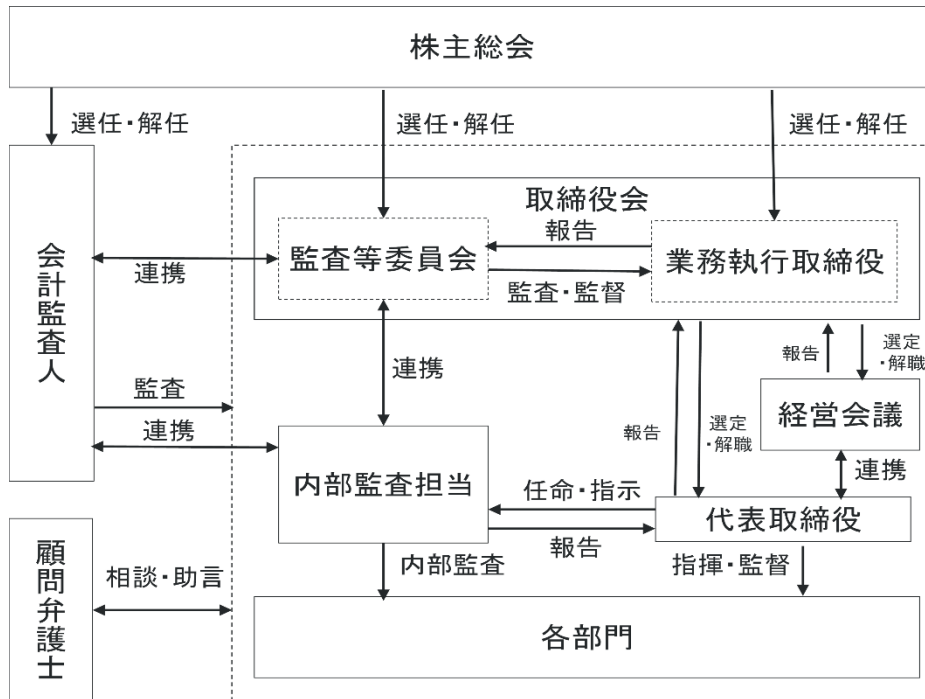 株主総会
選任・解任
選任・解任
選任・解任
会計監査人
取締役会
監査等委員会
報告
業務執行取締役
連携
監査・監督
連携
報告
選定
・解職
監査
連携
報告
選定
・解職
経営会議
連携
内部監査担当
任命・指示
代表取締役
報告
顧問弁護士
相談・助言
内部監査
指揮・監督
各部門